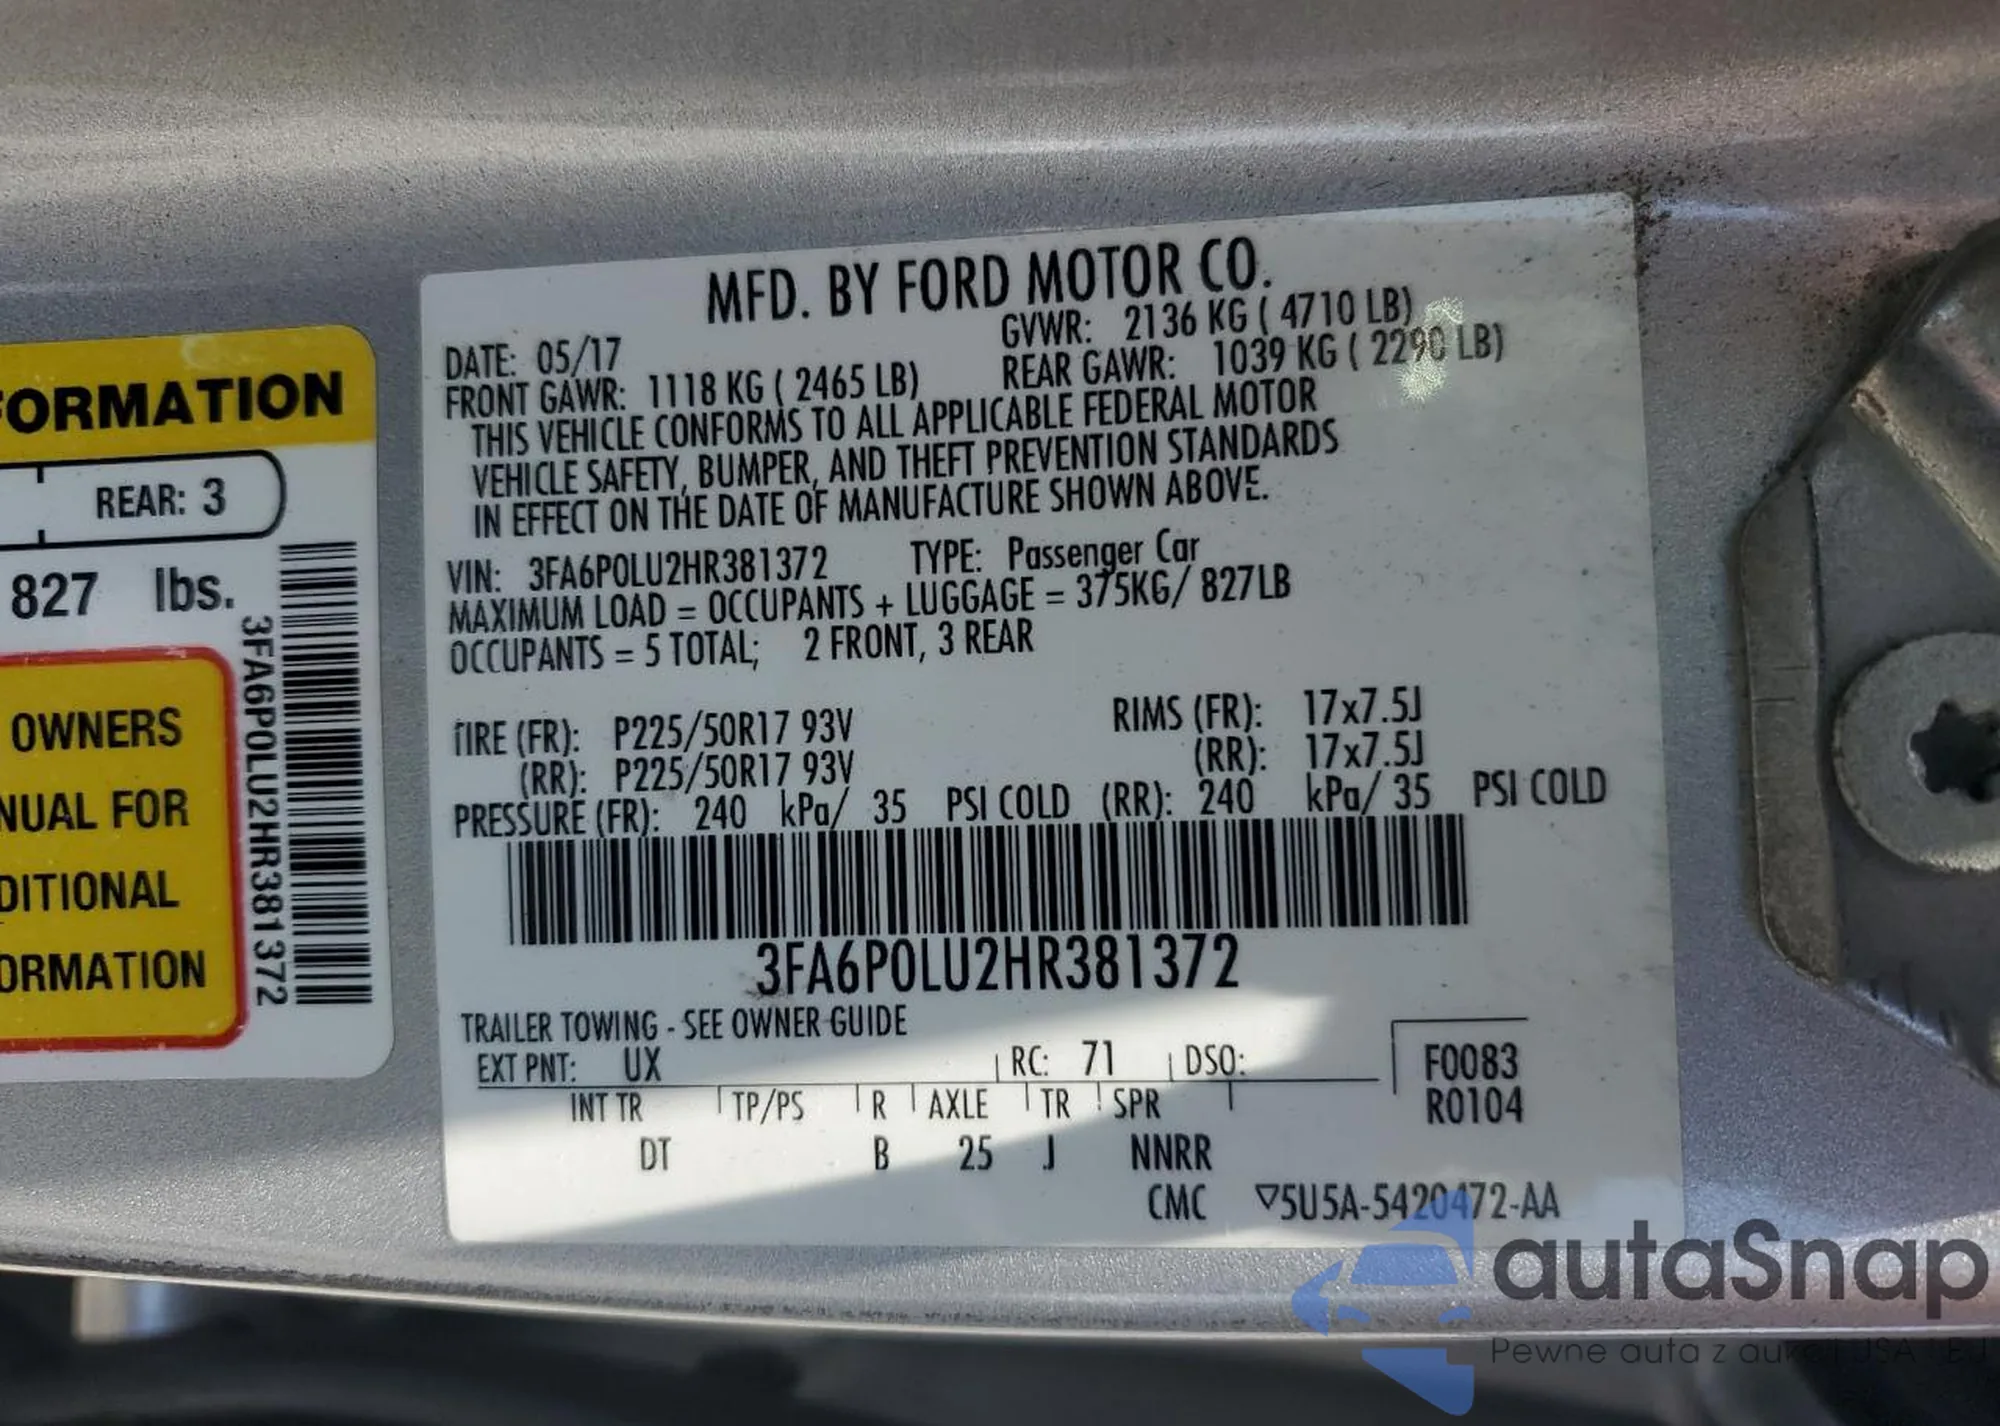 FORMATION
REAR: 3
827 lbs.
OWNERS
NUAL FOR
DITIONAL
ORMATION
3FA6P0LU2HR381372
MFD. BY FORD MOTOR CO.
DATE: 05/17 GVWR: 2136 KG ( 4710 LB)
FRONT GAWR: 1118 KG ( 2465 LB) REAR GAWR: 1039 KG ( 2290 LB)
THIS VEHICLE CONFORMS TO ALL APPLICABLE FEDERAL MOTOR
VEHICLE SAFETY, BUMPER, AND THEFT PREVENTION STANDARDS
IN EFFECT ON THE DATE OF MANUFACTURE SHOWN ABOVE.
VIN: 3FA6P0LU2HR381372 TYPE: Passenger Car
MAXIMUM LOAD = OCCUPANTS + LUGGAGE = 375KG/ 827LB
OCCUPANTS = 5 TOTAL; 2 FRONT, 3 REAR
TIRE (FR): P225/50R17 93V RIMS (FR): 17x7.5J
(RR): P225/50R17 93V (RR): 17x7.5J
PRESSURE (FR): 240 kPa/ 35 PSI COLD (RR): 240 kPa/ 35 PSI COLD
3FA6P0LU2HR381372
TRAILER TOWING - SEE OWNER GUIDE
EXT PNT: UX RC: 71 DSO: F0083
INT TR TP/PS R AXLE TR SPR R0104
DT B 25 J NNRR
CMC ▽5U5A-5420472-AA
autaSnap
Pewne auta z aukcji USA i EU